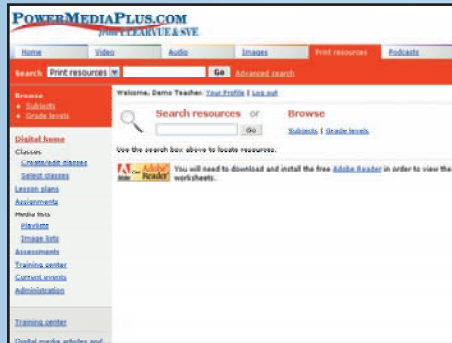 POWERMEDIAPLUS.COM
from CLEARVUE & SVE
Home Video Audio Images Print resources Podcasts
Search Print resources Go Advanced search
Browse
Subjects
Grade levels
Digital home
Classes
Create/edit classes
Select classes
Lesson plans
Assignments
Media lists
Playlists
Image lists
Assessments
Training center
Current events
Administration
Training center
Digital media articles and
Welcome, Demo Teacher. Your Profile | Log out
Search resources or Browse
Go Subjects | Grade levels
Use the search box above to locate resources.
Get Adobe Reader
You will need to download and install the free Adobe Reader in order to view the
worksheets.